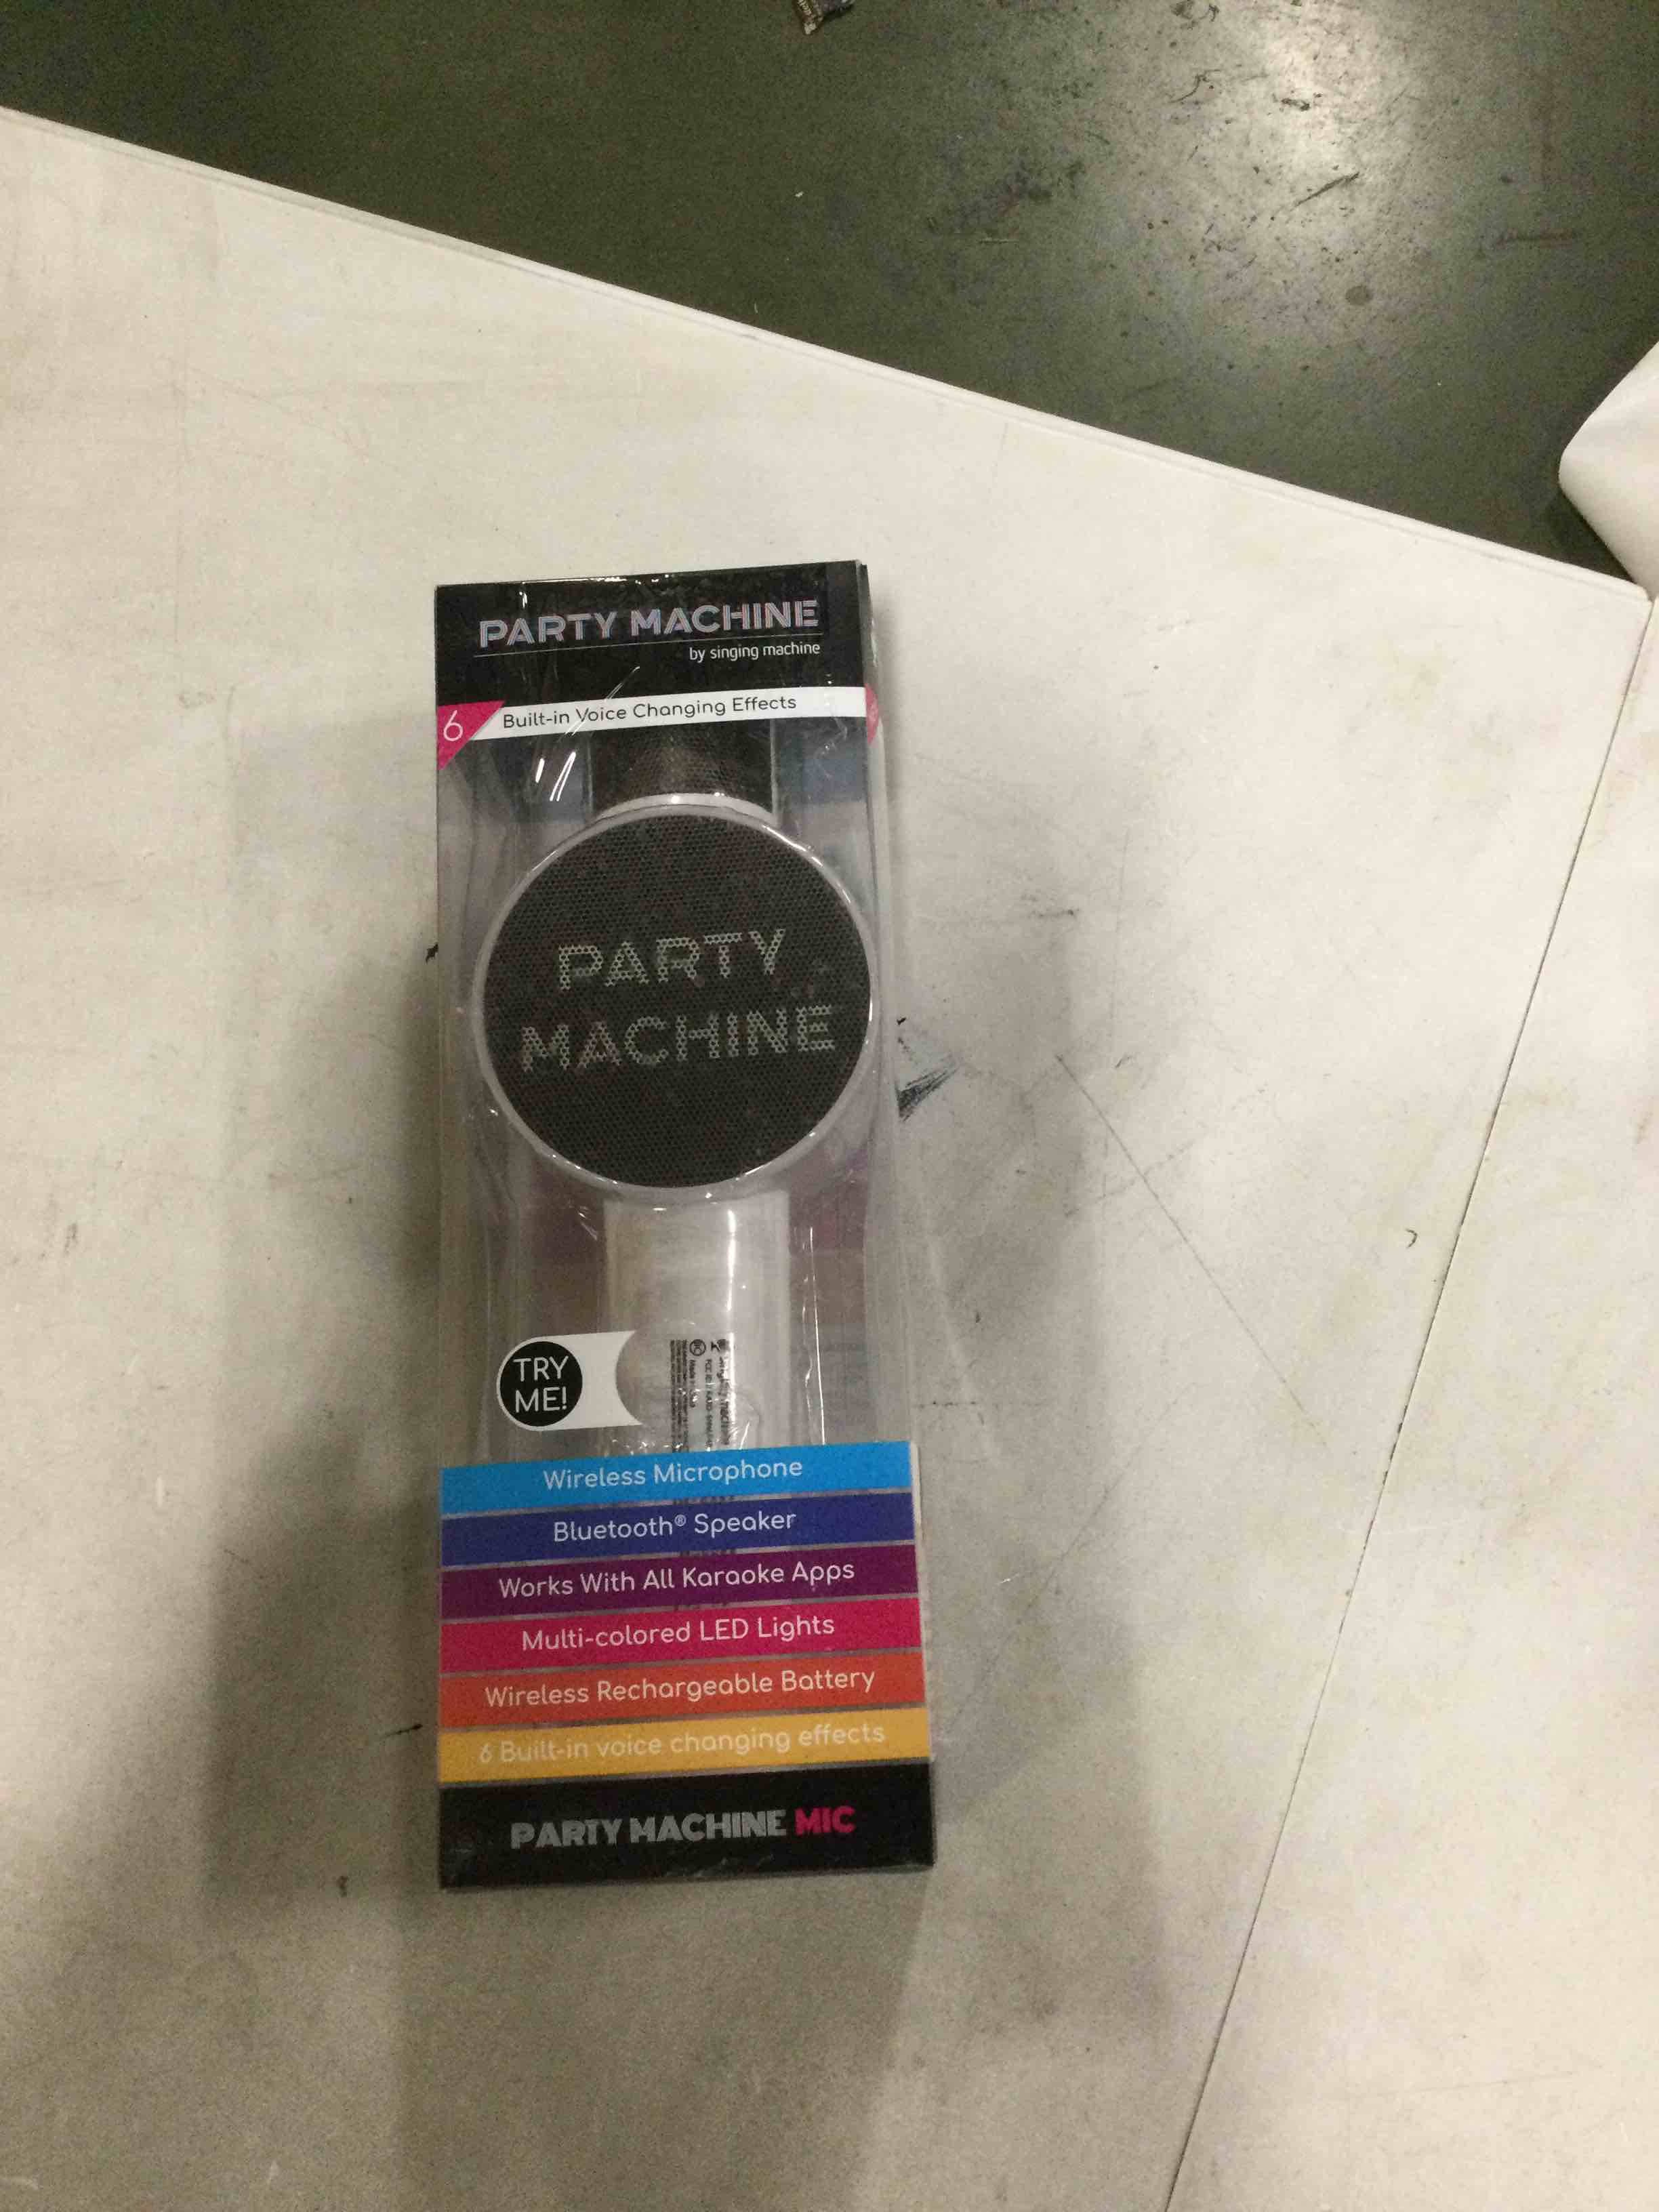 PARTY MACHINE
by singing machine
6 Built-in Voice Changing Effects
PARTY
MACHINE
TRY
ME!
Wireless Microphone
Bluetooth® Speaker
Works With All Karaoke Apps
Multi-colored LED Lights
Wireless Rechargeable Battery
6 Built-in voice changing effects
PARTY MACHINE MIC